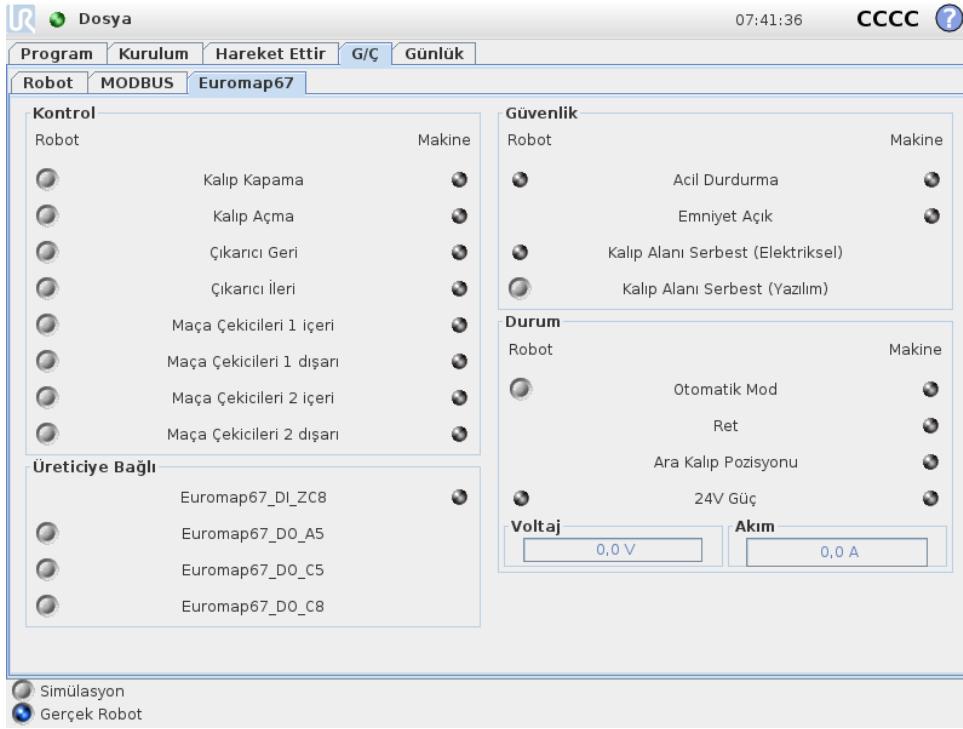 UR Dosya 07:41:36 CCCC ?
Program Kurulum Hareket Ettir G/Ç Günlük
Robot MODBUS Euromap67
Kontrol
Robot Makine
Kalıp Kapama
Kalıp Açma
Çıkarıcı Geri
Çıkarıcı İleri
Maça Çekicileri 1 içeri
Maça Çekicileri 1 dışarı
Maça Çekicileri 2 içeri
Maça Çekicileri 2 dışarı
Üreticiye Bağlı
Euromap67_DI_ZC8
Euromap67_DO_A5
Euromap67_DO_C5
Euromap67_DO_C8
Güvenlik
Robot Makine
Acil Durdurma
Emniyet Açık
Kalıp Alanı Serbest (Elektriksel)
Kalıp Alanı Serbest (Yazılım)
Durum
Robot Makine
Otomatik Mod
Ret
Ara Kalıp Pozisyonu
24V Güç
Voltaj Akım
0,0 V 0,0 A
Simülasyon
Gerçek Robot